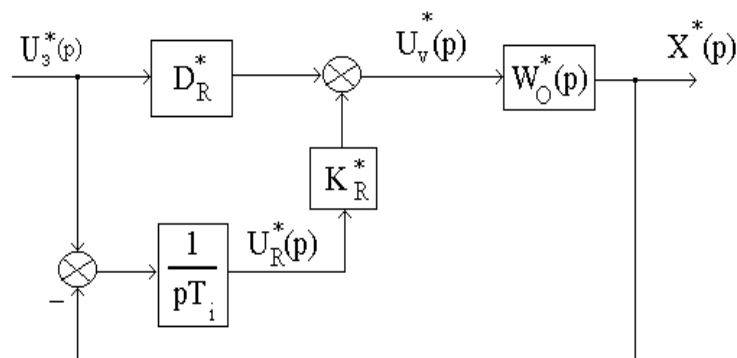 U₃*(p)
D_R*
U_v*(p)
W_O*(p)
X*(p)
K_R*
1
pT_i
U_R*(p)
−